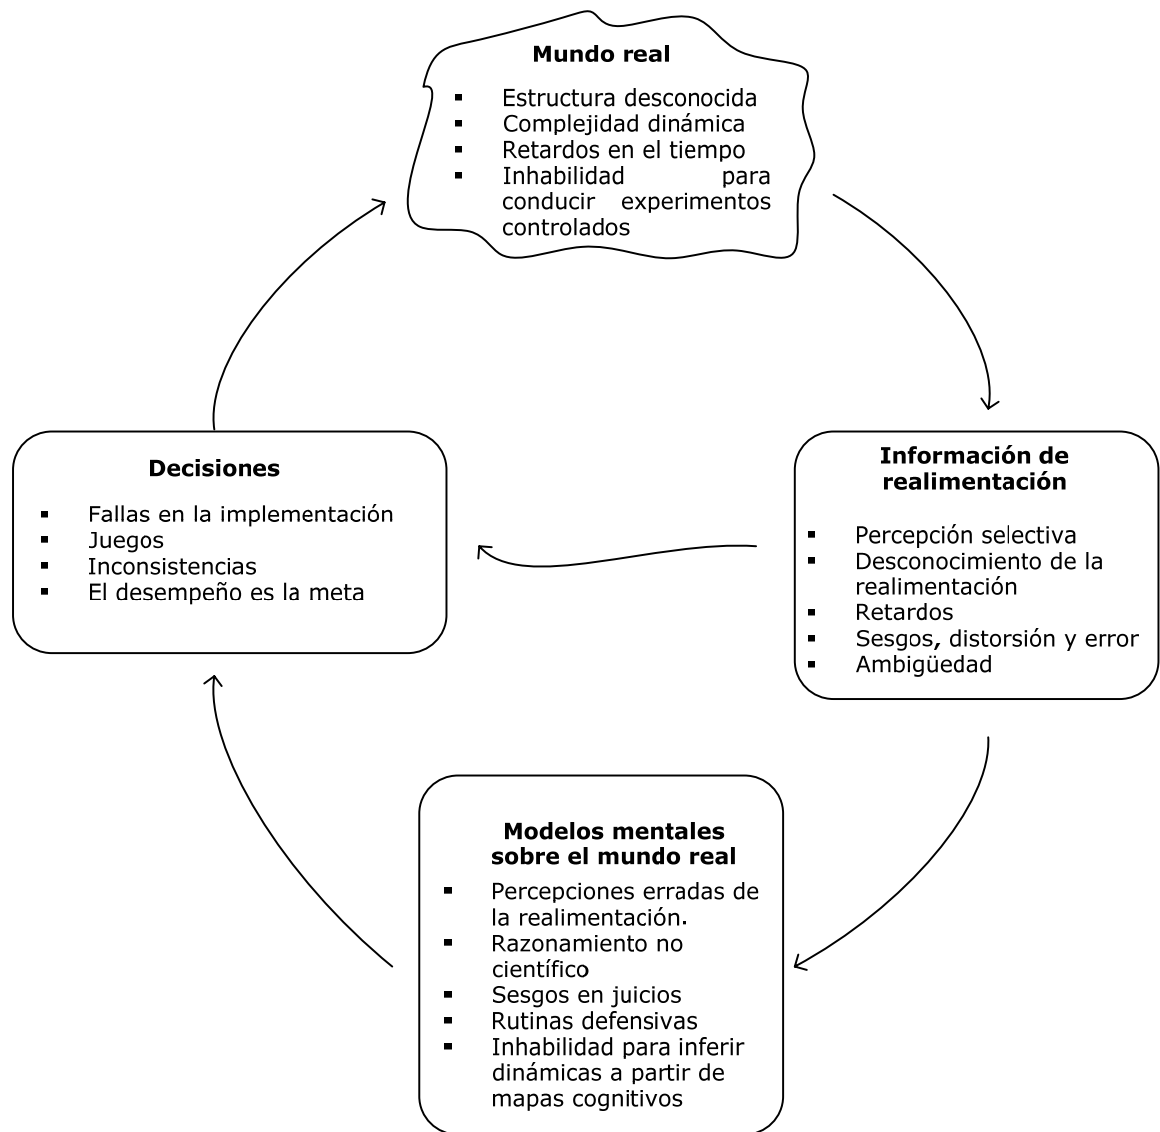 Mundo real
▪ Estructura desconocida
▪ Complejidad dinámica
▪ Retardos en el tiempo
▪ Inhabilidad para
conducir experimentos
controlados
Decisiones
▪ Fallas en la implementación
▪ Juegos
▪ Inconsistencias
▪ El desempeño es la meta
Información de
realimentación
▪ Percepción selectiva
▪ Desconocimiento de la
realimentación
▪ Retardos
▪ Sesgos, distorsión y error
▪ Ambigüedad
Modelos mentales
sobre el mundo real
▪ Percepciones erradas de
la realimentación.
▪ Razonamiento no
científico
▪ Sesgos en juicios
▪ Rutinas defensivas
▪ Inhabilidad para inferir
dinámicas a partir de
mapas cognitivos